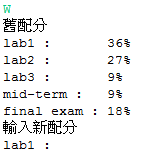 W
舊配分
lab1 : 36%
lab2 : 27%
lab3 : 9%
mid-term : 9%
final exam : 18%
輸入新配分
lab1 :